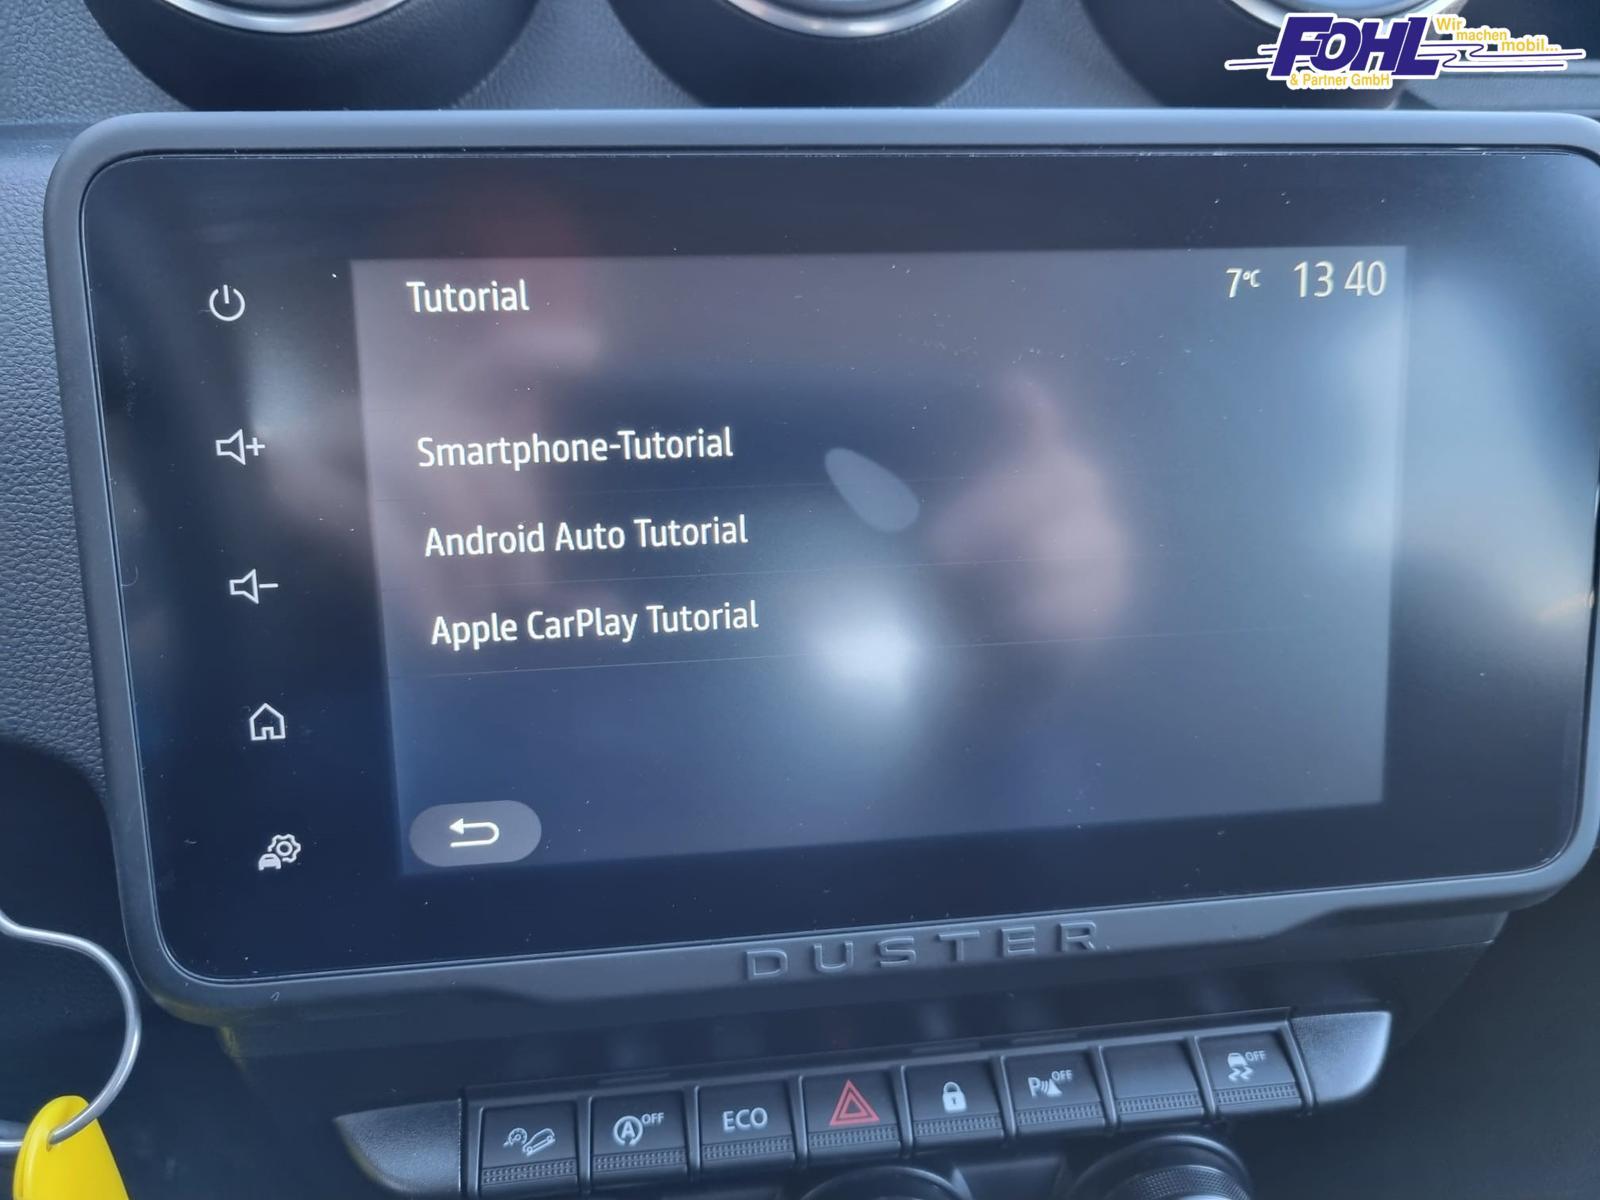 FOHL
Wir
machen
mobil...
& Partner GmbH
Tutorial
7°C 13 40
Smartphone-Tutorial
Android Auto Tutorial
Apple CarPlay Tutorial
DUSTER
A OFF
ECO
P OFF
OFF